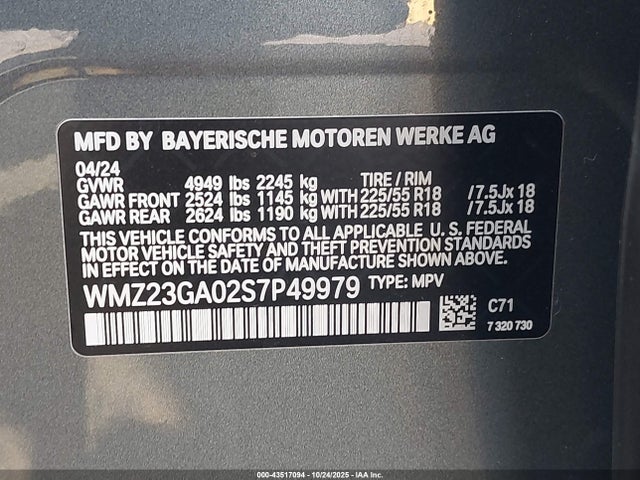 MFD BY BAYERISCHE MOTOREN WERKE AG
04/24
GVWR 4949 lbs 2245 kg TIRE / RIM
GAWR FRONT 2524 lbs 1145 kg WITH 225/55 R18 /7.5Jx 18
GAWR REAR 2624 lbs 1190 kg WITH 225/55 R18 /7.5Jx 18
THIS VEHICLE CONFORMS TO ALL APPLICABLE U. S. FEDERAL
MOTOR VEHICLE SAFETY AND THEFT PREVENTION STANDARDS
IN EFFECT ON THE DATE OF MANUFACTURE SHOWN ABOVE.
WMZ23GA02S7P49979 TYPE: MPV
C71
7 320 730
000-43517094 | 10/24/2025 | IAA Inc.